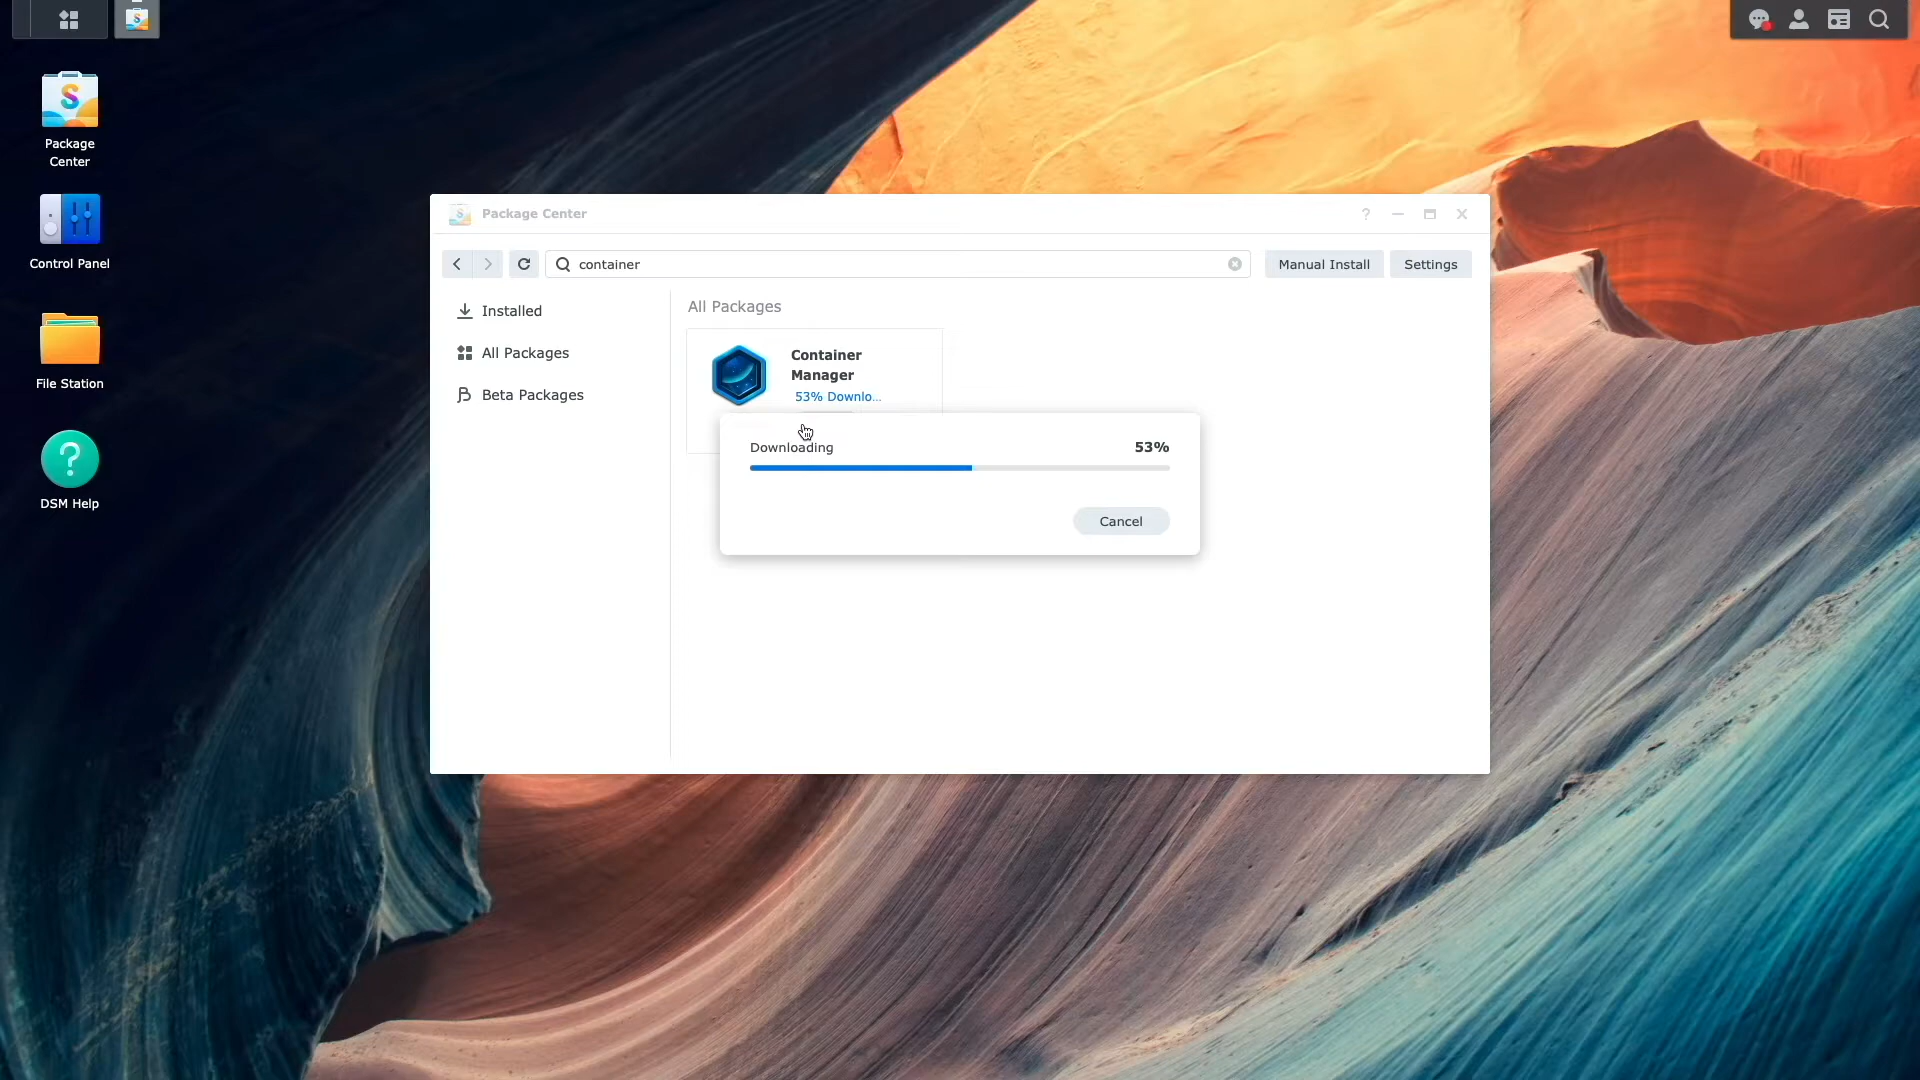 Package
Center
Control Panel
File Station
DSM Help
Package Center
container
Manual Install
Settings
Installed
All Packages
Beta Packages
All Packages
Container
Manager
53% Downlo...
Downloading
53%
Cancel